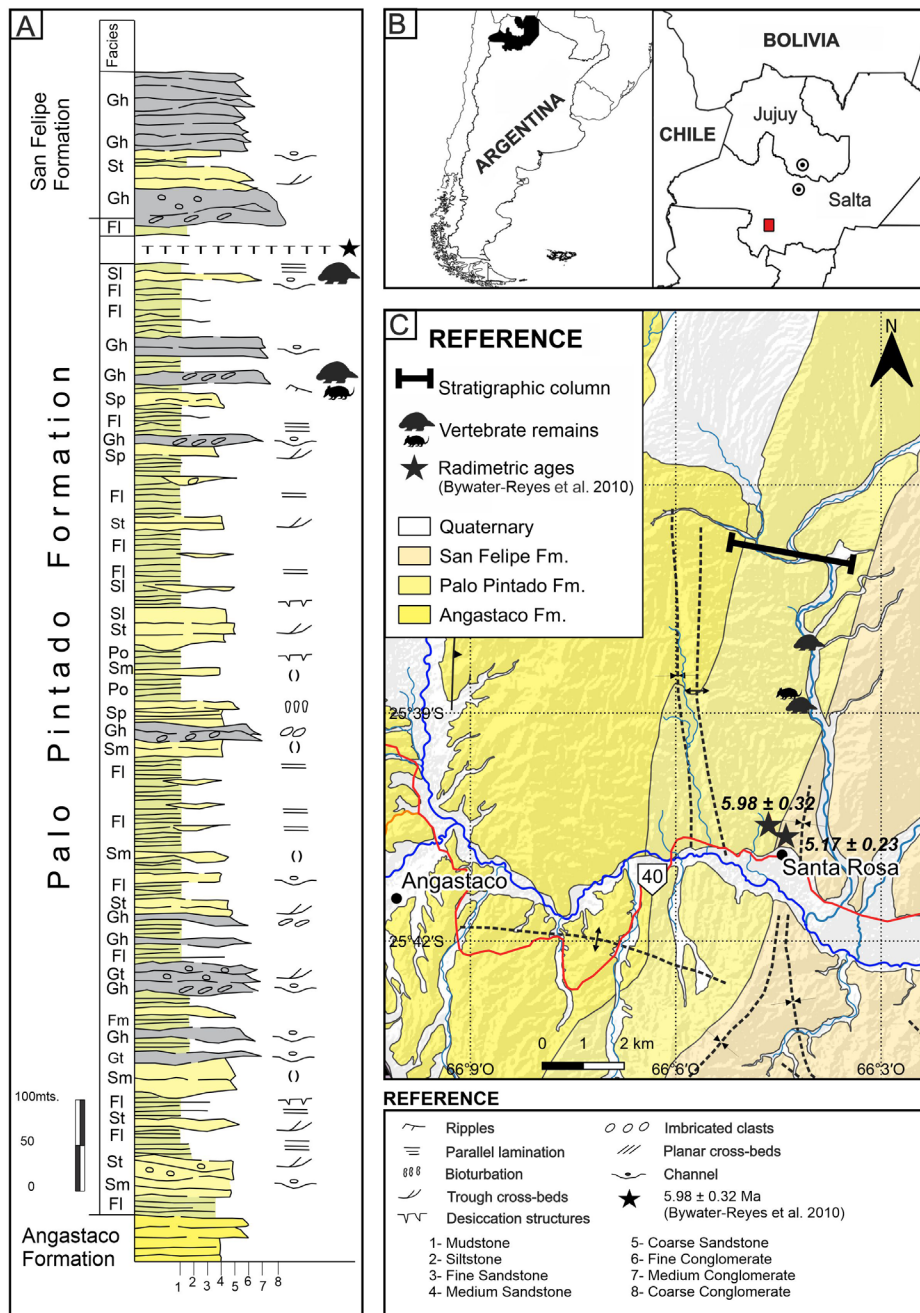 A
Facies
San Felipe
Formation
Gh
Gh
St
Gh
Fl
Palo Pintado Formation
Sl
Fl
Fl
Gh
Gh
Sp
Fl
Gh
Sp
Fl
St
Fl
Fl
Sl
Sl
St
Po
Sm
Po
Sp
Gh
Sm
Fl
Fl
Sm
Fl
St
Gh
Gh
Fl
Gt
Gh
Fm
Gh
Gt
Sm
Fl
St
Fl
St
Sm
Fl
100mts.
50
0
Angastaco
Formation
1 2 3 4 5 6 7 8
B
ARGENTINA
BOLIVIA
Jujuy
CHILE
Salta
C
REFERENCE
Stratigraphic column
Vertebrate remains
Radimetric ages
(Bywater-Reyes et al. 2010)
Quaternary
San Felipe Fm.
Palo Pintado Fm.
Angastaco Fm.
N
25°39'S
5.98 ± 0.32
5.17 ± 0.23
Santa Rosa
40
Angastaco
25°42'S
0 1 2 km
66°9'O
66°6'O
66°3'O
REFERENCE
Ripples
Parallel lamination
Bioturbation
Trough cross-beds
Desiccation structures
Imbricated clasts
Planar cross-beds
Channel
5.98 ± 0.32 Ma
(Bywater-Reyes et al. 2010)
1- Mudstone
2- Siltstone
3- Fine Sandstone
4- Medium Sandstone
5- Coarse Sandstone
6- Fine Conglomerate
7- Medium Conglomerate
8- Coarse Conglomerate